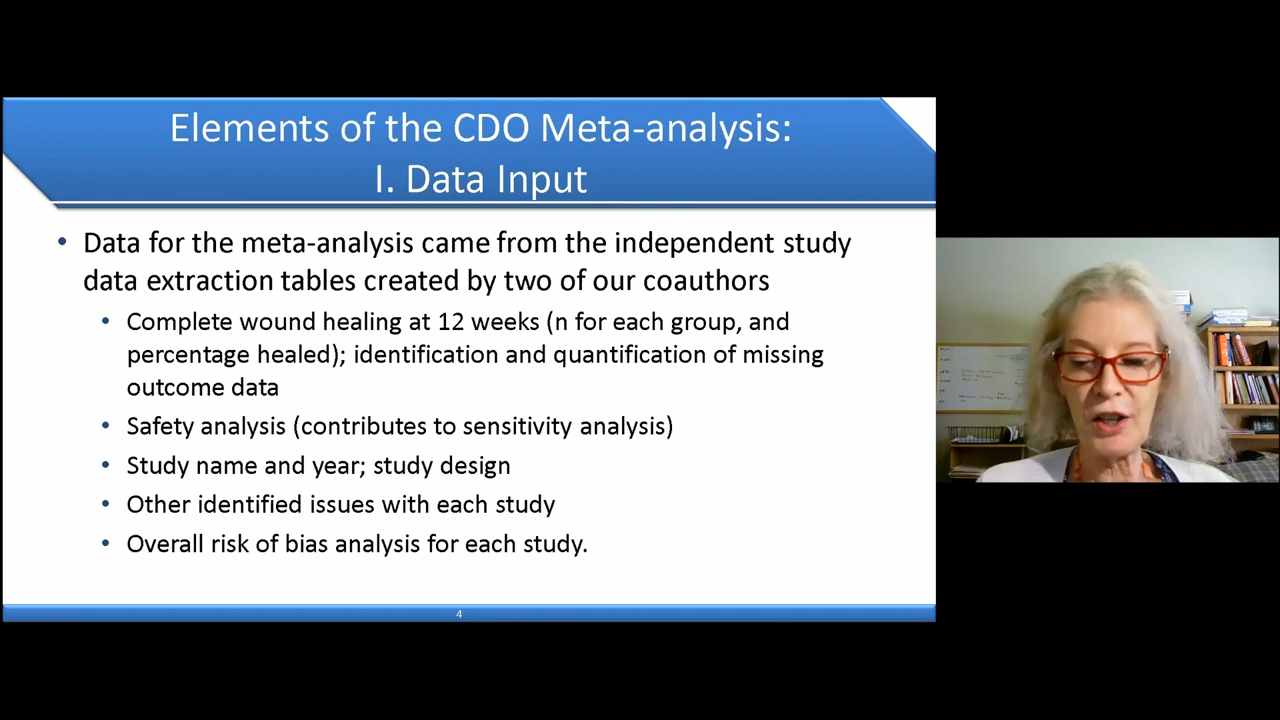 Elements of the CDO Meta-analysis:
I. Data Input
• Data for the meta-analysis came from the independent study
data extraction tables created by two of our coauthors
• Complete wound healing at 12 weeks (n for each group, and
percentage healed); identification and quantification of missing
outcome data
• Safety analysis (contributes to sensitivity analysis)
• Study name and year; study design
• Other identified issues with each study
• Overall risk of bias analysis for each study.
4